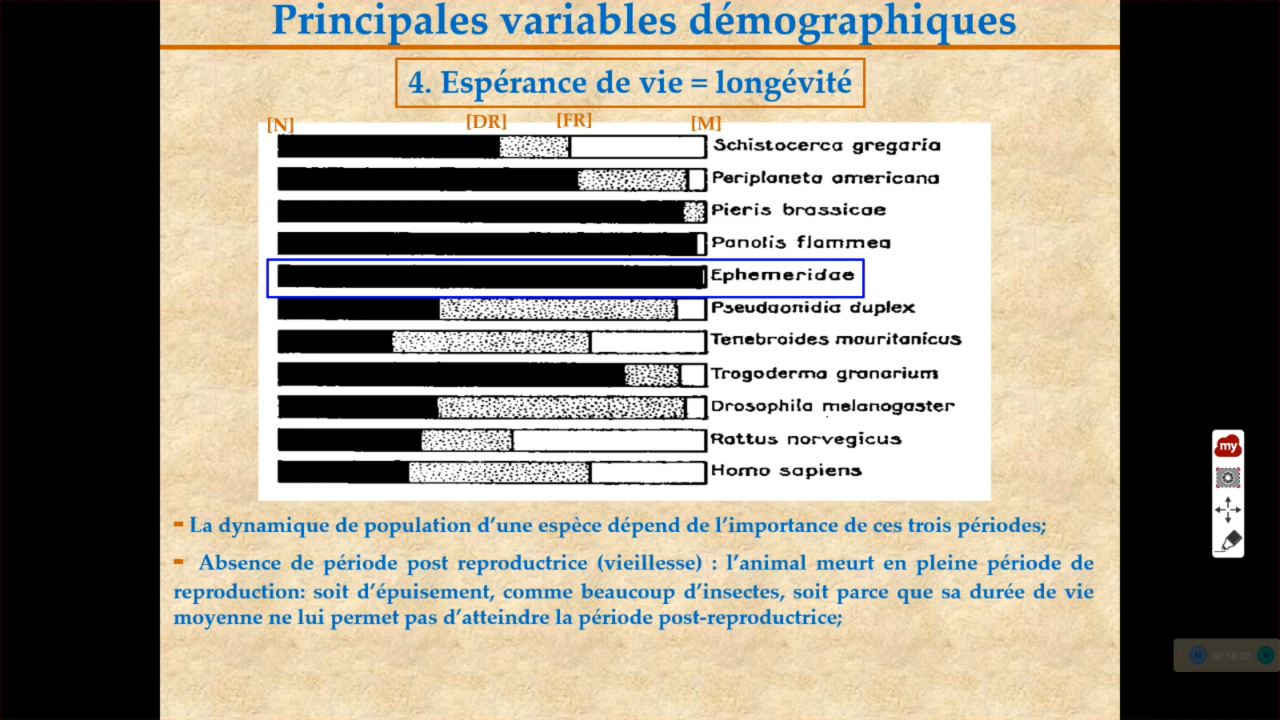 Principales variables démographiques
4. Espérance de vie = longévité
[N] [DR] [FR] [M]
Schistocerca gregaria
Periplaneta americana
Pieris brassicae
Panolis flammea
Ephemeridae
Pseudaonidia duplex
Tenebroides mauritanicus
Trogoderma granarium
Drosophila melanogaster
Rattus norvegicus
Homo sapiens
- La dynamique de population d’une espèce dépend de l’importance de ces trois périodes;
- Absence de période post reproductrice (vieillesse) : l’animal meurt en pleine période de
reproduction: soit d’épuisement, comme beaucoup d’insectes, soit parce que sa durée de vie
moyenne ne lui permet pas d’atteindre la période post-reproductrice;
my